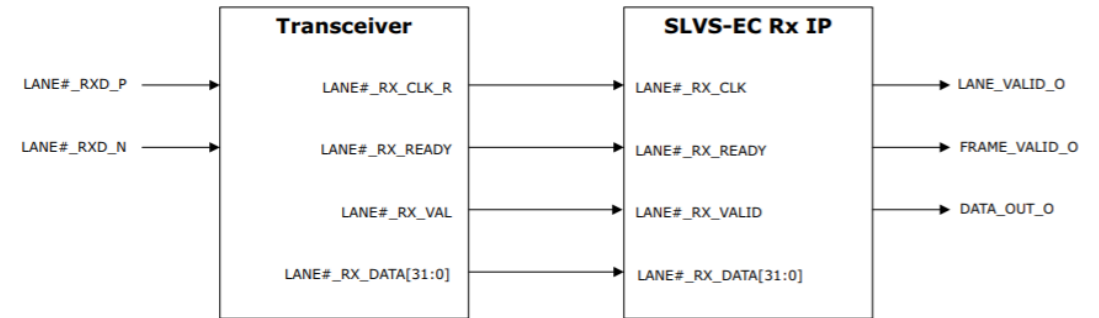 Transceiver
SLVS-EC Rx IP
LANE#_RXD_P
LANE#_RX_CLK_R
LANE#_RX_CLK
LANE_VALID_O
LANE#_RXD_N
LANE#_RX_READY
LANE#_RX_READY
FRAME_VALID_O
LANE#_RX_VAL
LANE#_RX_VALID
DATA_OUT_O
LANE#_RX_DATA[31:0]
LANE#_RX_DATA[31:0]